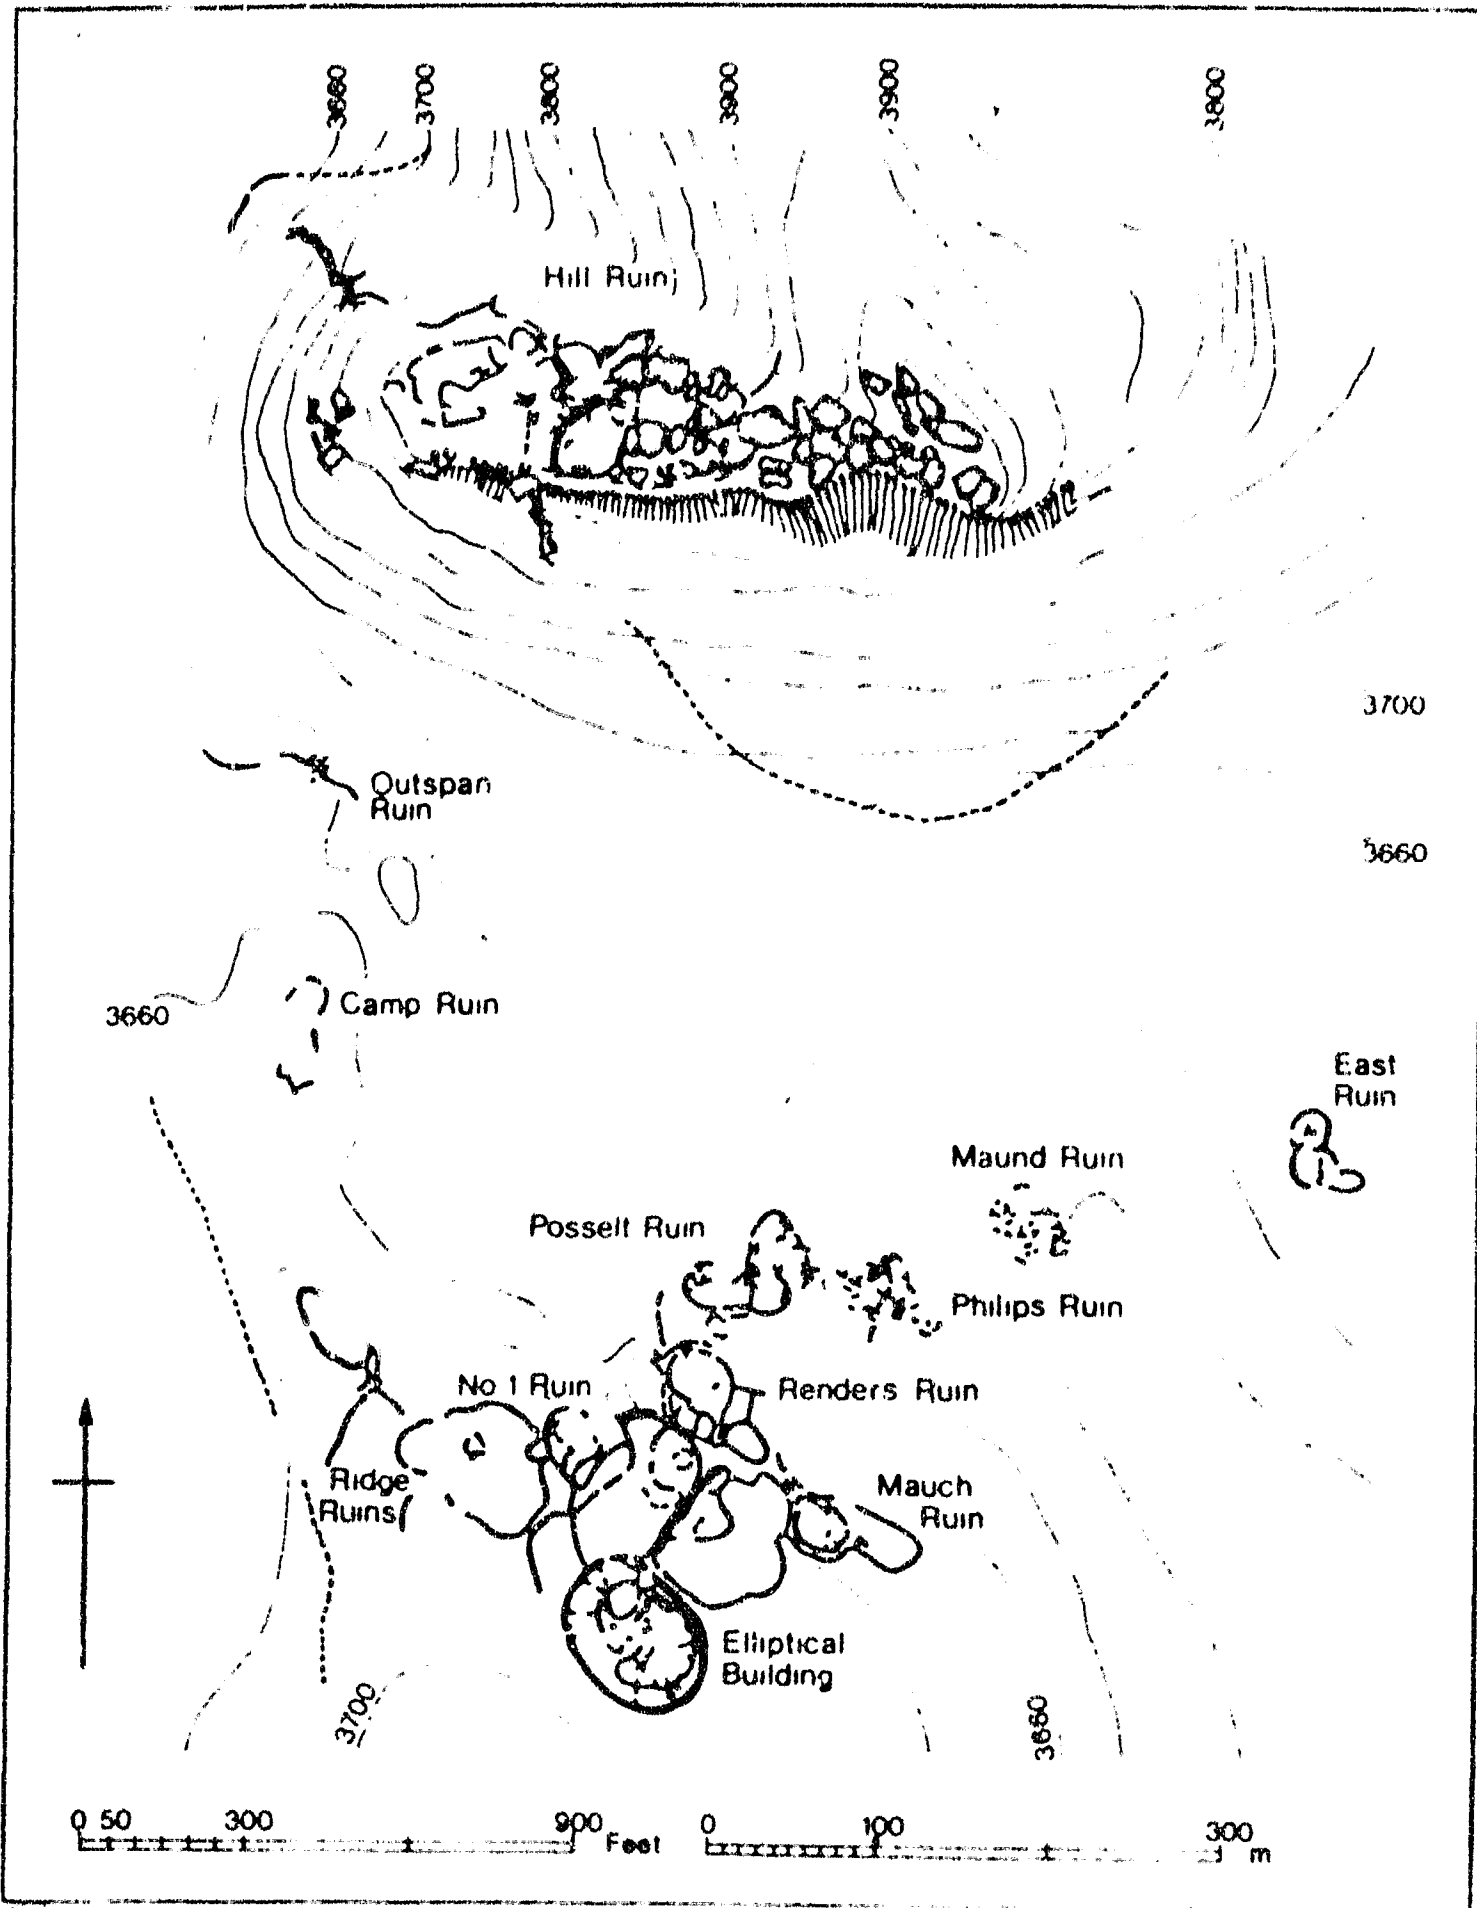 3660 3700 3800 3900 3900 3800
Hill Ruin
3700
Outspan
Ruin
3660
Camp Ruin
3660
East
Ruin
Maund Ruin
Posselt Ruin
Philips Ruin
No 1 Ruin
Renders Ruin
Ridge
Ruins
Mauch
Ruin
Elliptical
Building
3700
3660
0 50 300 900 Feet
0 100 300 m